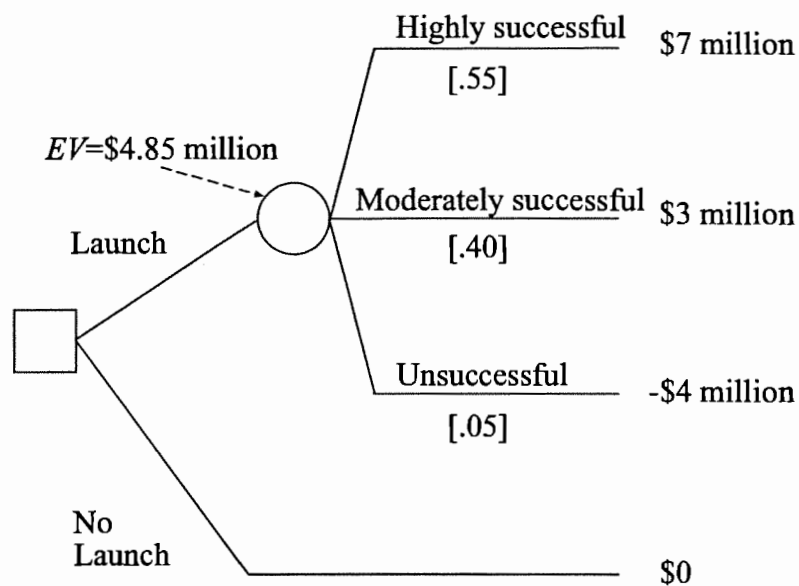 Highly successful
$7 million
[.55]
EV=$4.85 million
Moderately successful
$3 million
[.40]
Launch
Unsuccessful
-$4 million
[.05]
No
Launch
$0